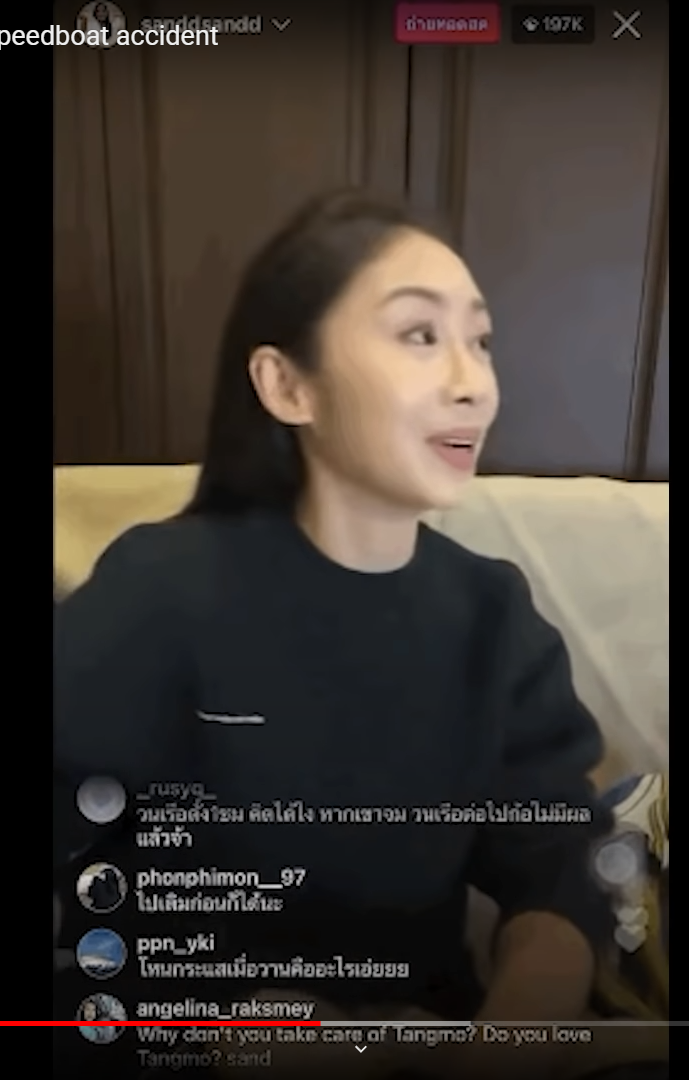 sanddsandd
ถ่ายทอดสด
197K
peedboat accident
_rusyq_
วนเรือตั้ง1ชม คิดได้ไง หากเขาจม วนเรือต่อไปก้อไม่มีผล
แล้วจ้า
phonphimon__97
ไปเติมก่อนก็ได้นะ
ppn_yki
โหนกระแสเมื่อวานคืออะไรเอ่ยยย
angelina_raksmey
Why don't you take care of Tangmo? Do you love
Tangmo? sand